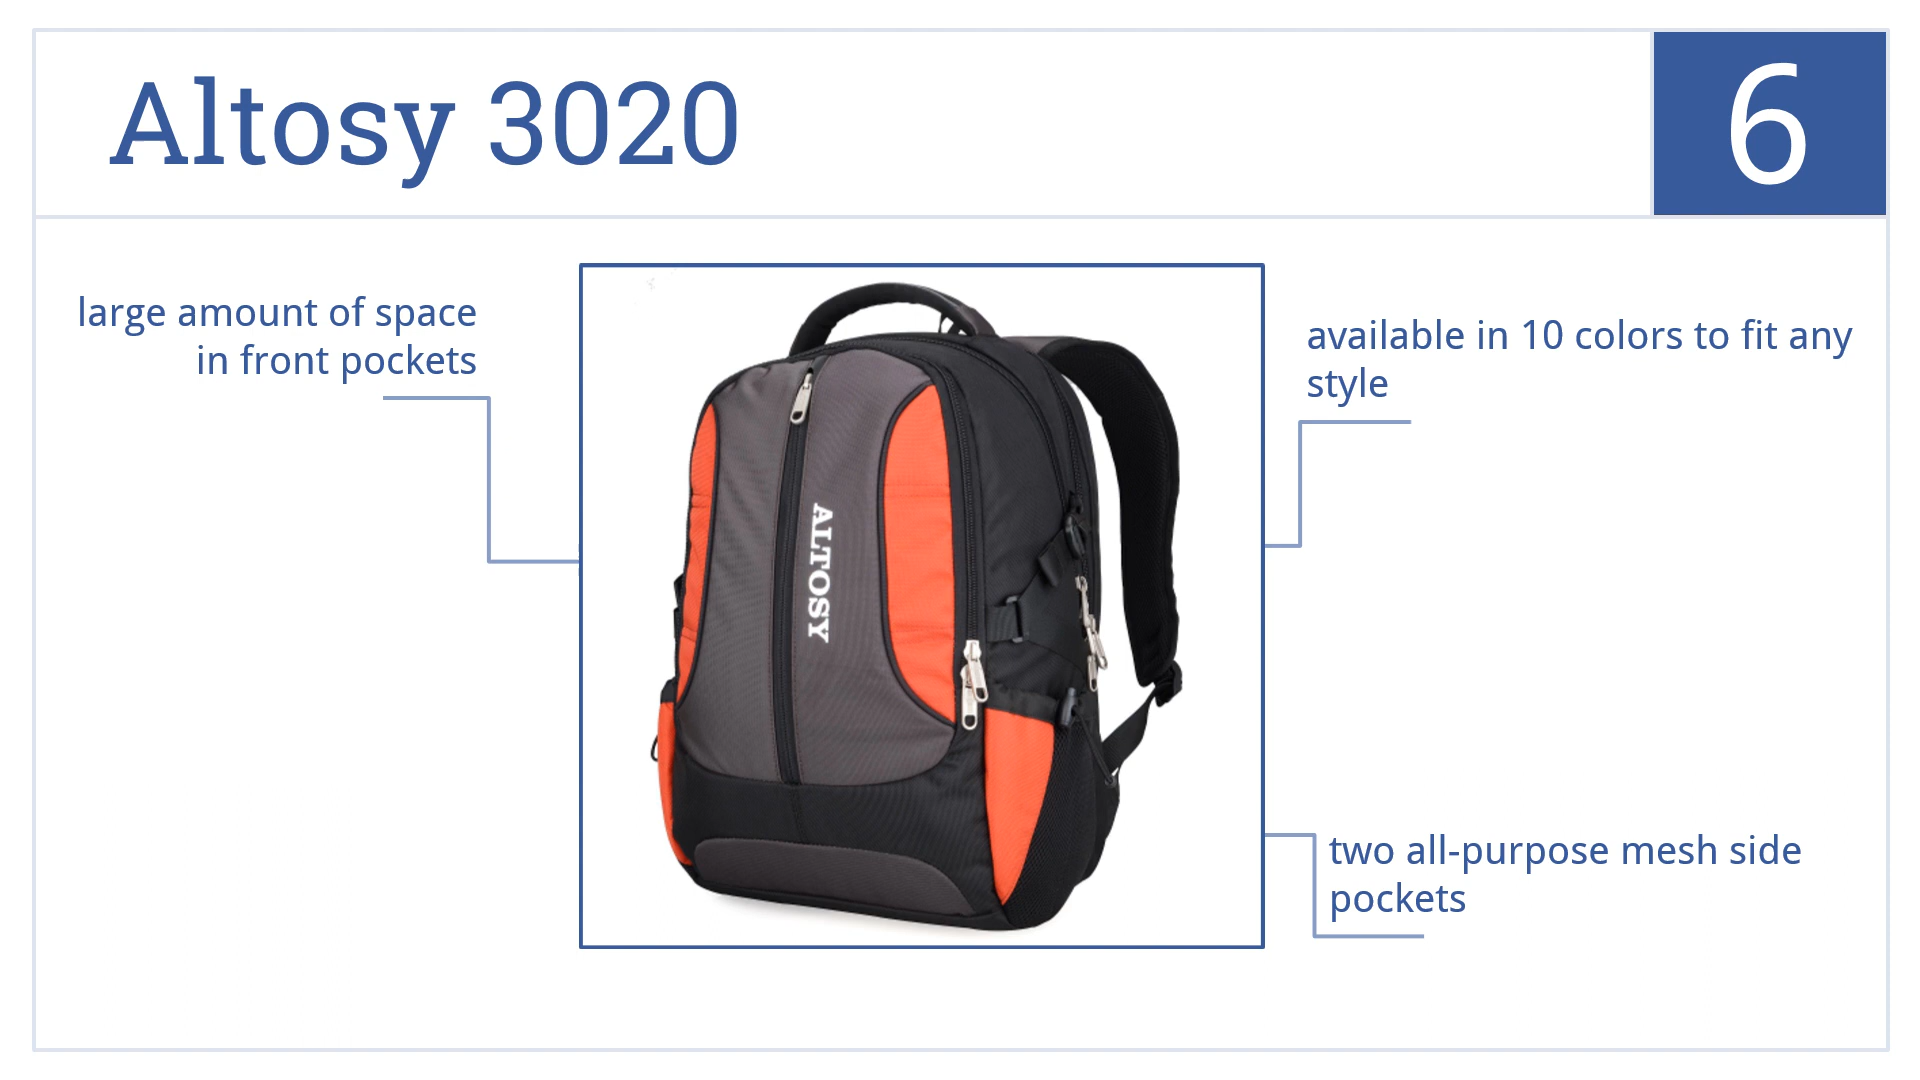 Altosy 3020
6
large amount of space
in front pockets
available in 10 colors to fit any
style
ALTOSY
two all-purpose mesh side
pockets